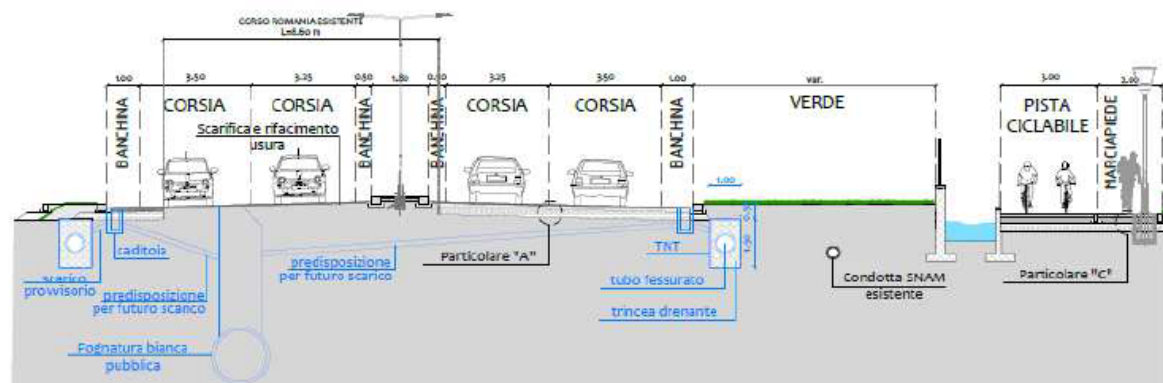 CORSO ROMANIA ESISTENTE
1.00 3.50 3.25 0.50 1.80 3.25 3.50 1.00 var. 3.00 2.00
BANCHINA
CORSIA
CORSIA
BANCHINA
BANCHINA
CORSIA
CORSIA
BANCHINA
VERDE
PISTA
CICLABILE
MARCIAPIEDE
Scarifica e rifacimento
usura
1.00
caditoia
scarico
provvisorio
predisposizione
per futuro scarico
predisposizione
per futuro scarico
Particolare "A"
TNT
tubo fessurato
trincea drenante
Condotta SNAM
esistente
Particolare "C"
Fognatura bianca
pubblica